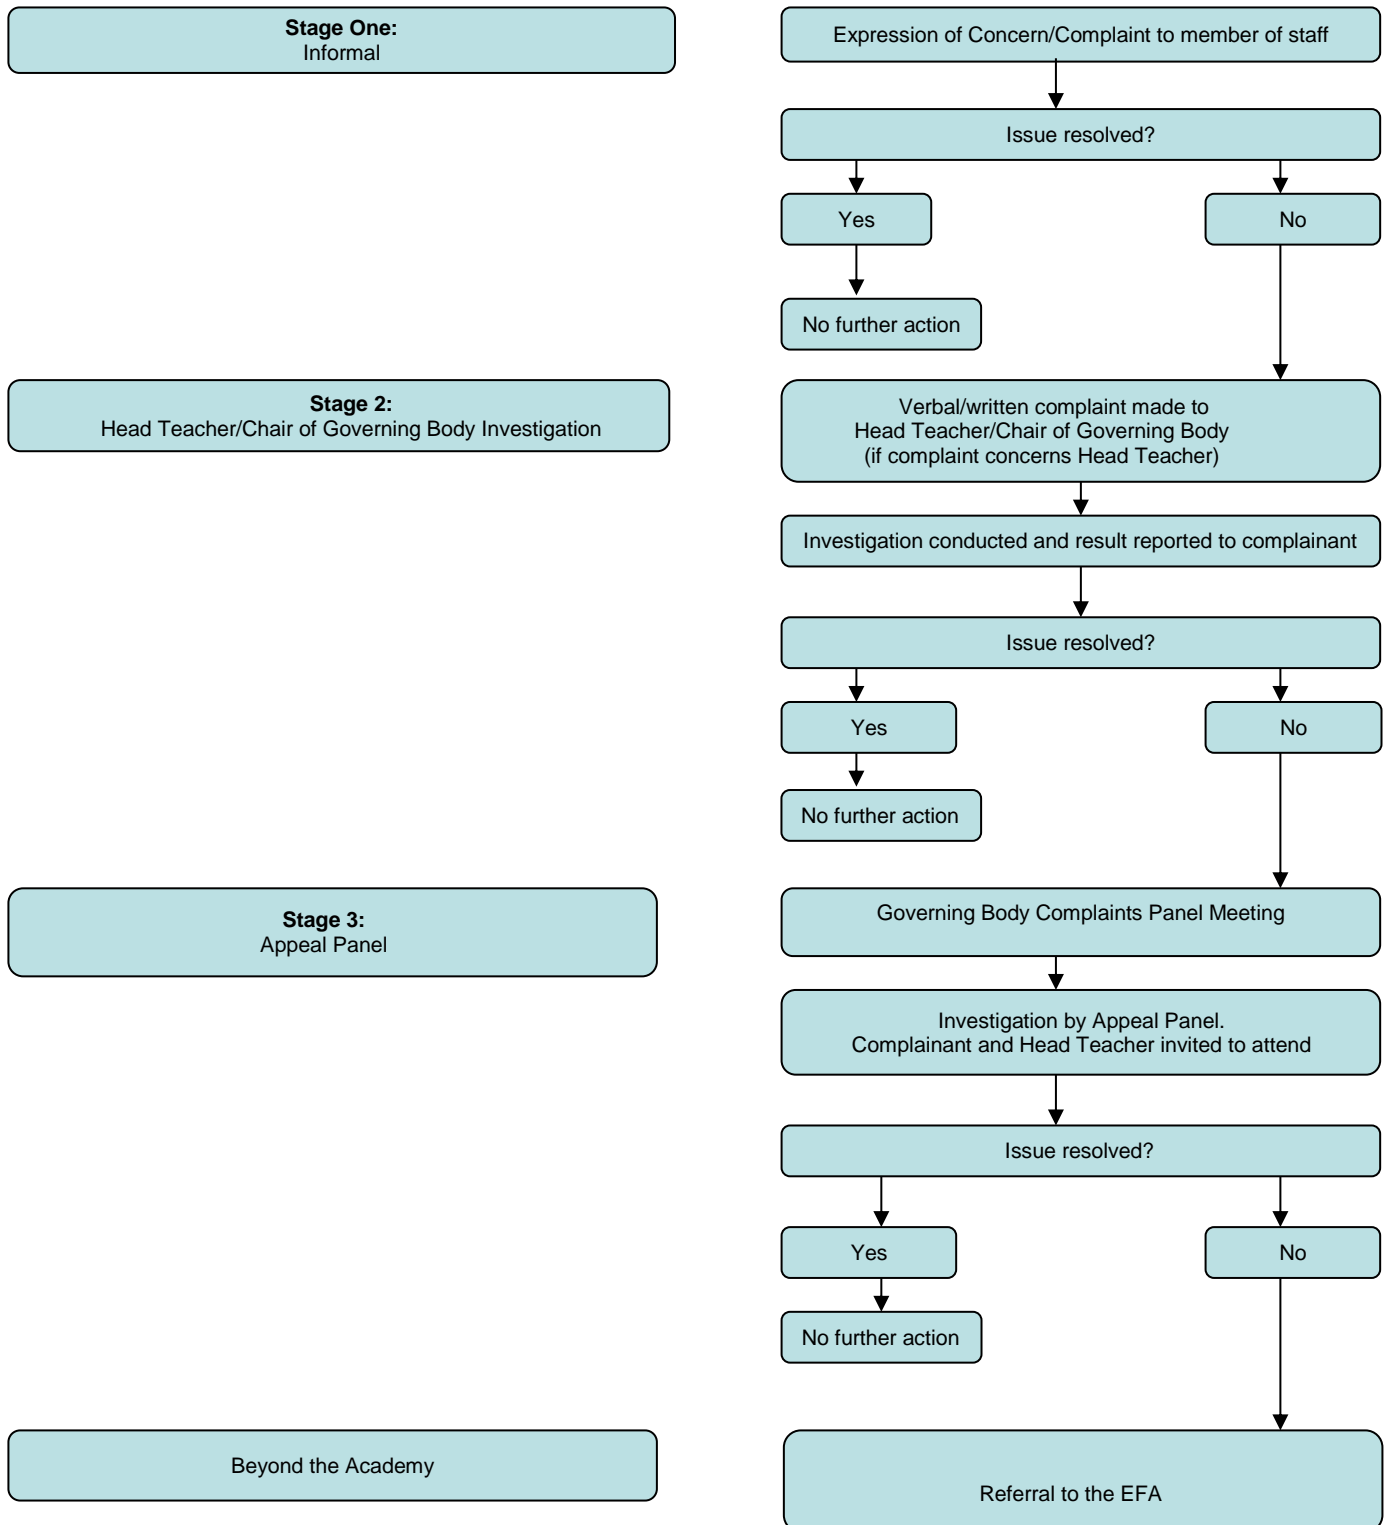 Stage One:
Informal
Expression of Concern/Complaint to member of staff
Issue resolved?
Yes
No
No further action
Stage 2:
Head Teacher/Chair of Governing Body Investigation
Verbal/written complaint made to
Head Teacher/Chair of Governing Body
(if complaint concerns Head Teacher)
Investigation conducted and result reported to complainant
Issue resolved?
Yes
No
No further action
Stage 3:
Appeal Panel
Governing Body Complaints Panel Meeting
Investigation by Appeal Panel.
Complainant and Head Teacher invited to attend
Issue resolved?
Yes
No
No further action
Beyond the Academy
Referral to the EFA